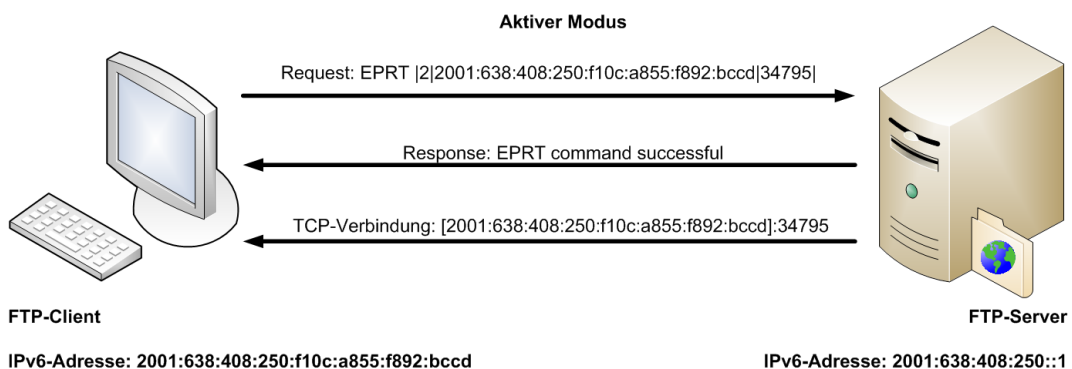 Aktiver Modus
Request: EPRT |2|2001:638:408:250:f10c:a855:f892:bccd|34795|
Response: EPRT command successful
TCP-Verbindung: [2001:638:408:250:f10c:a855:f892:bccd]:34795
FTP-Client
FTP-Server
IPv6-Adresse: 2001:638:408:250:f10c:a855:f892:bccd
IPv6-Adresse: 2001:638:408:250::1